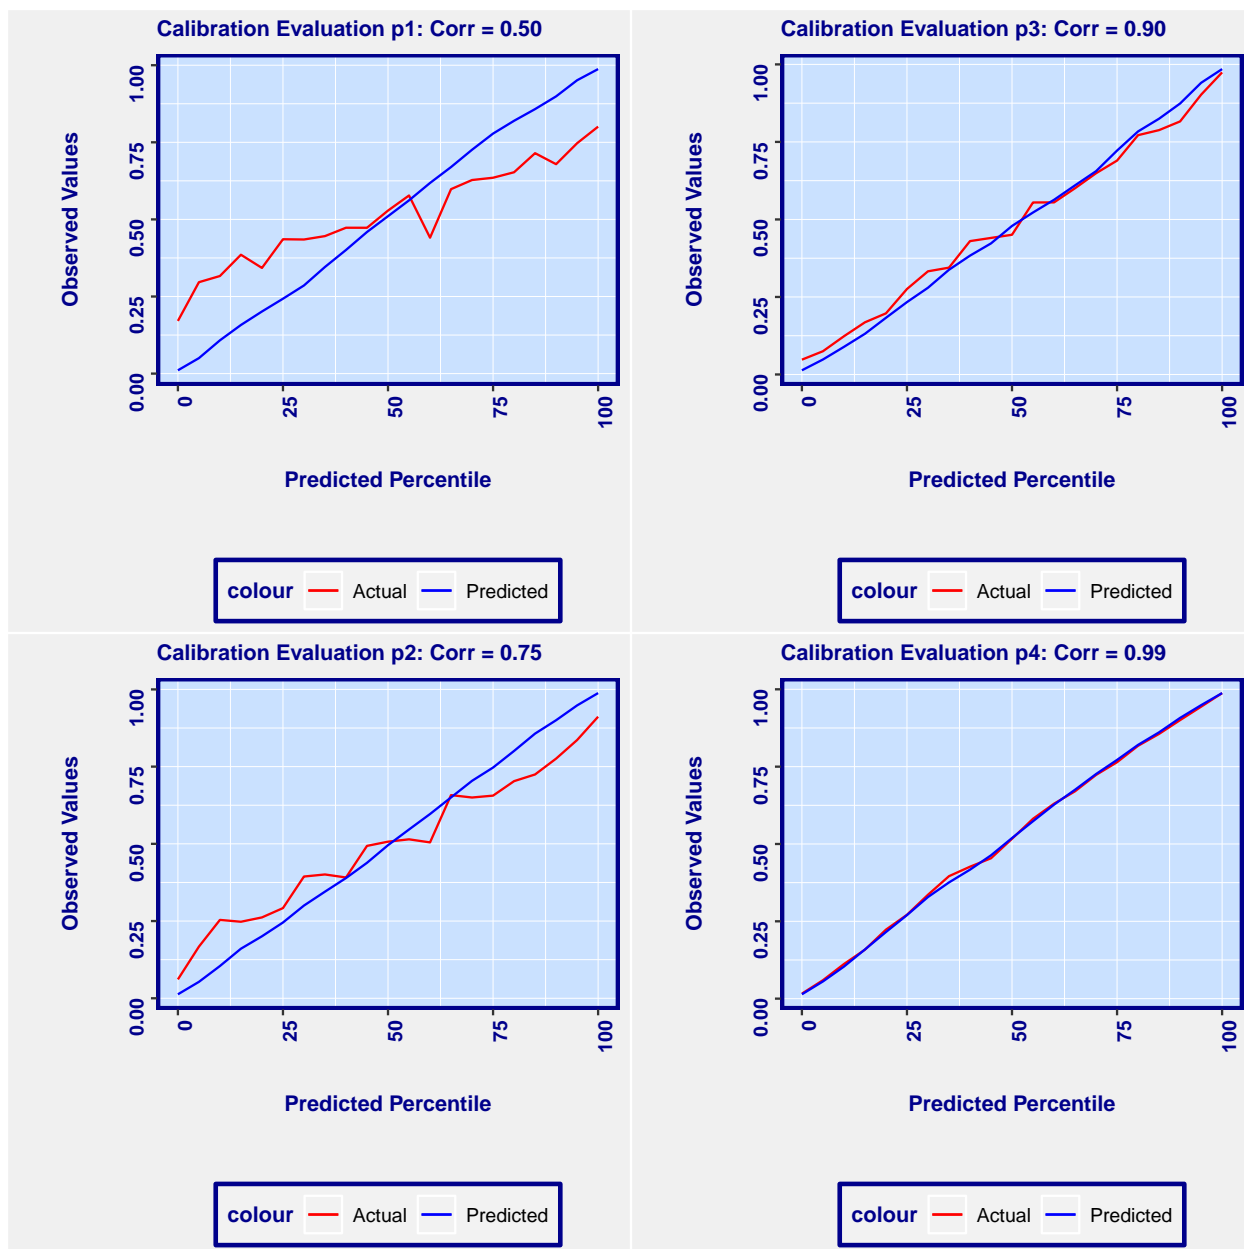 Calibration Evaluation p1: Corr = 0.50
Observed Values
1.00
0.75
0.50
0.25
0.00
0
25
50
75
100
Predicted Percentile
colour Actual Predicted
Calibration Evaluation p3: Corr = 0.90
Observed Values
1.00
0.75
0.50
0.25
0.00
0
25
50
75
100
Predicted Percentile
colour Actual Predicted
Calibration Evaluation p2: Corr = 0.75
Observed Values
1.00
0.75
0.50
0.25
0.00
0
25
50
75
100
Predicted Percentile
colour Actual Predicted
Calibration Evaluation p4: Corr = 0.99
Observed Values
1.00
0.75
0.50
0.25
0.00
0
25
50
75
100
Predicted Percentile
colour Actual Predicted